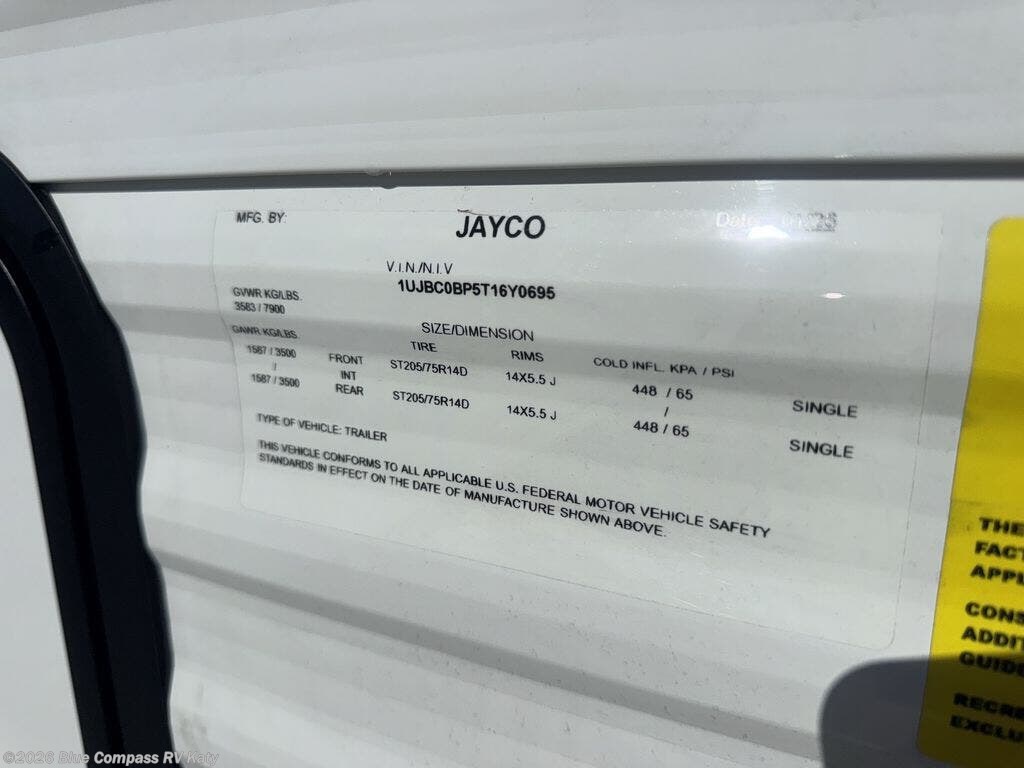 MFG. BY:
JAYCO
V.I.N./N.I.V
1UJBC0BP5T16Y0695
GVWR KG/LBS.
3583 / 7900
SIZE/DIMENSION
GAWR KG/LBS.
TIRE
RIMS
COLD INFL. KPA / PSI
1587 / 3500 FRONT ST205/75R14D 14X5.5 J 448 / 65 SINGLE
/ INT /
1587 / 3500 REAR ST205/75R14D 14X5.5 J 448 / 65 SINGLE
TYPE OF VEHICLE: TRAILER
THIS VEHICLE CONFORMS TO ALL APPLICABLE U.S. FEDERAL MOTOR VEHICLE SAFETY
STANDARDS IN EFFECT ON THE DATE OF MANUFACTURE SHOWN ABOVE.
THE
FACT
APPL
CONS
ADDIT
GUIDE
RECRE
EXCLU
©2026 Blue Compass RV Katy